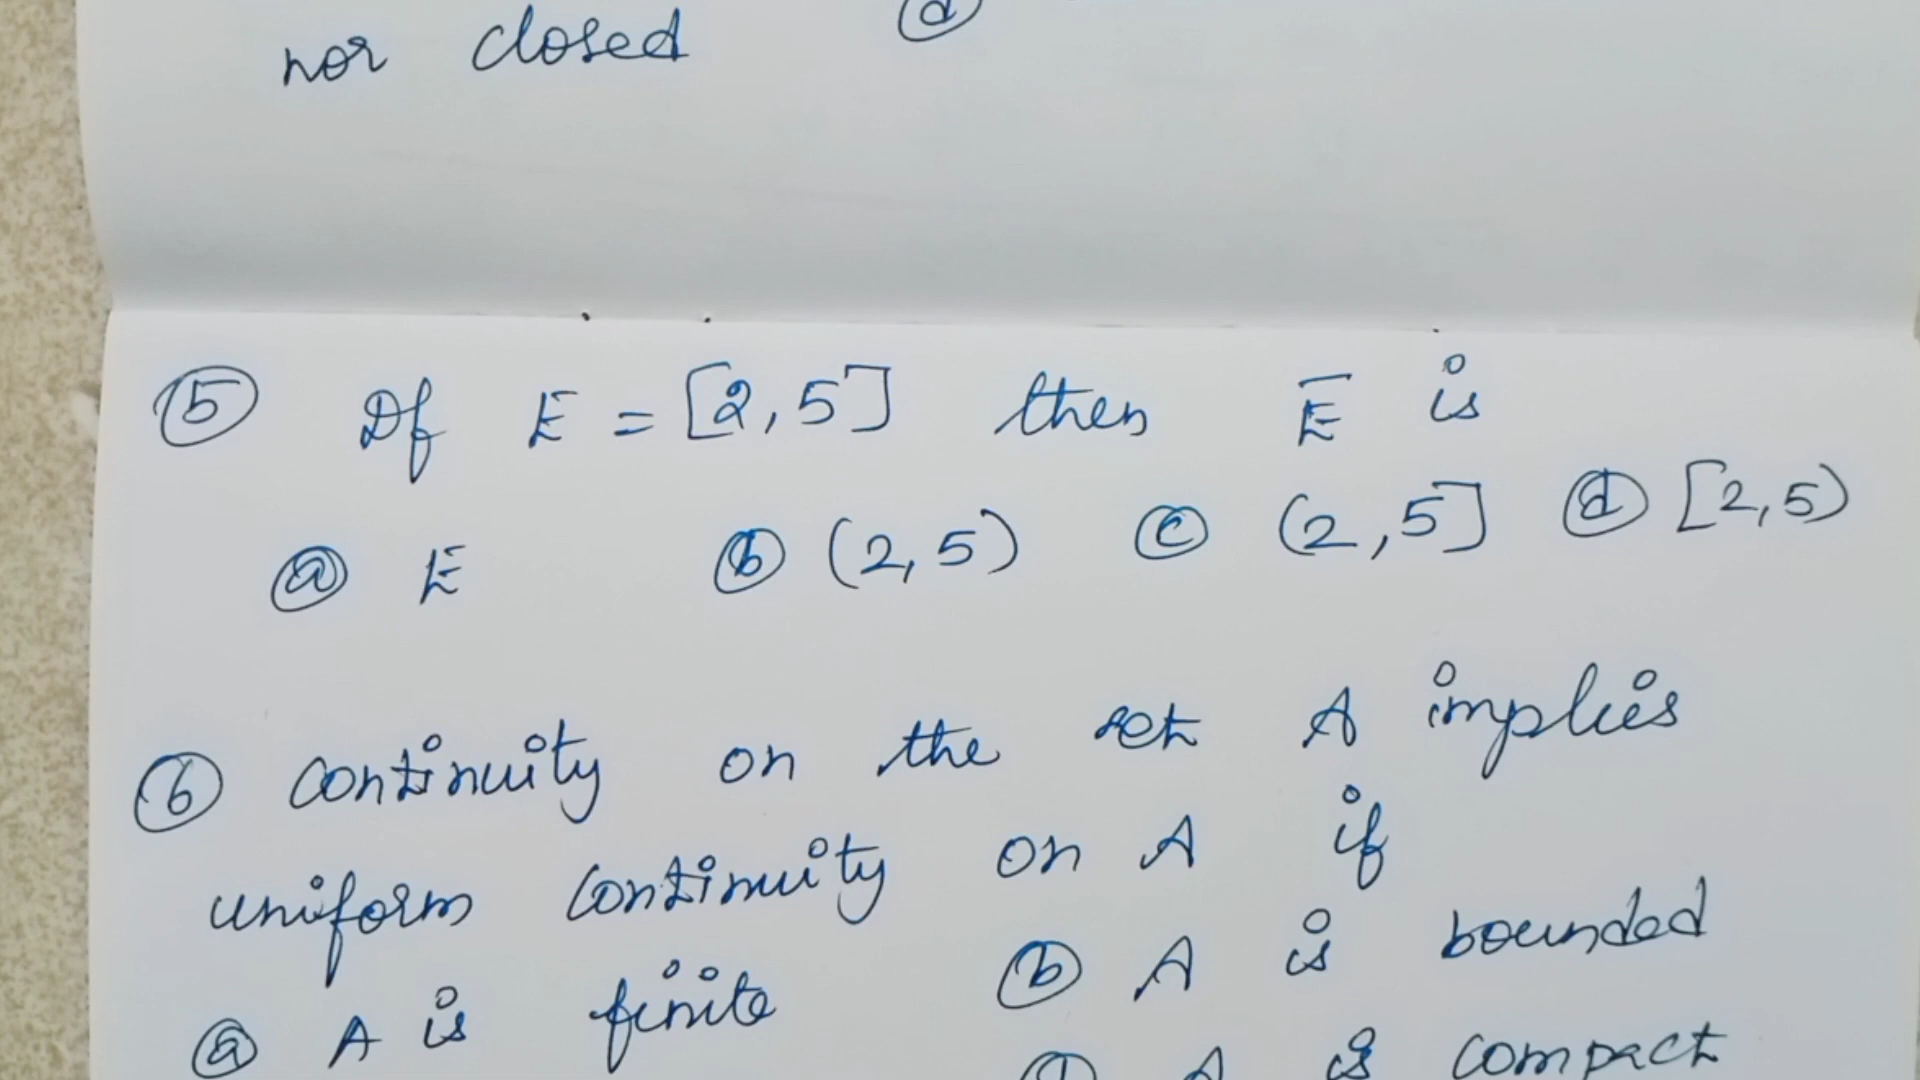 nor closed ⓓ
⑤ If E = [2,5] then E̅ is
ⓐ E ⓑ (2,5) ⓒ (2,5] ⓓ [2,5)
⑥ continuity on the set A implies
uniform continuity on A if
ⓐ A is finite ⓑ A is bounded
ⓓ A is compact